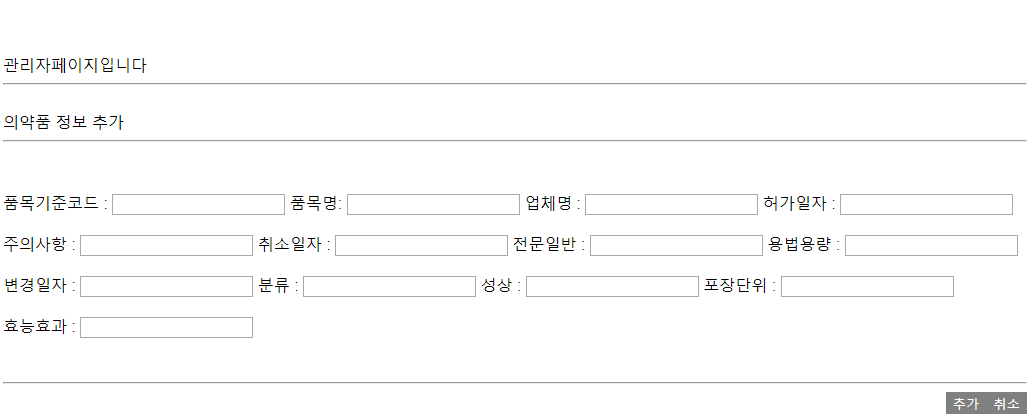 관리자페이지입니다
의약품 정보 추가
품목기준코드 : 품목명: 업체명 : 허가일자 :
주의사항 : 취소일자 : 전문일반 : 용법용량 :
변경일자 : 분류 : 성상 : 포장단위 :
효능효과 :
추가 취소